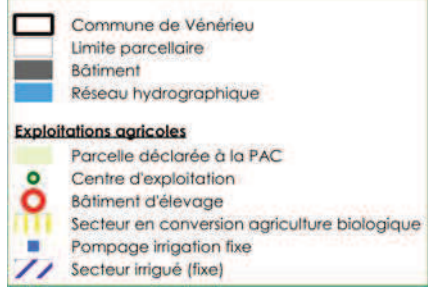 Commune de Vénérieu
Limite parcellaire
Bâtiment
Réseau hydrographique
Exploitations agricoles
Parcelle déclarée à la PAC
Centre d'exploitation
Bâtiment d'élevage
Secteur en conversion agriculture biologique
Pompage irrigation fixe
Secteur irrigué (fixe)